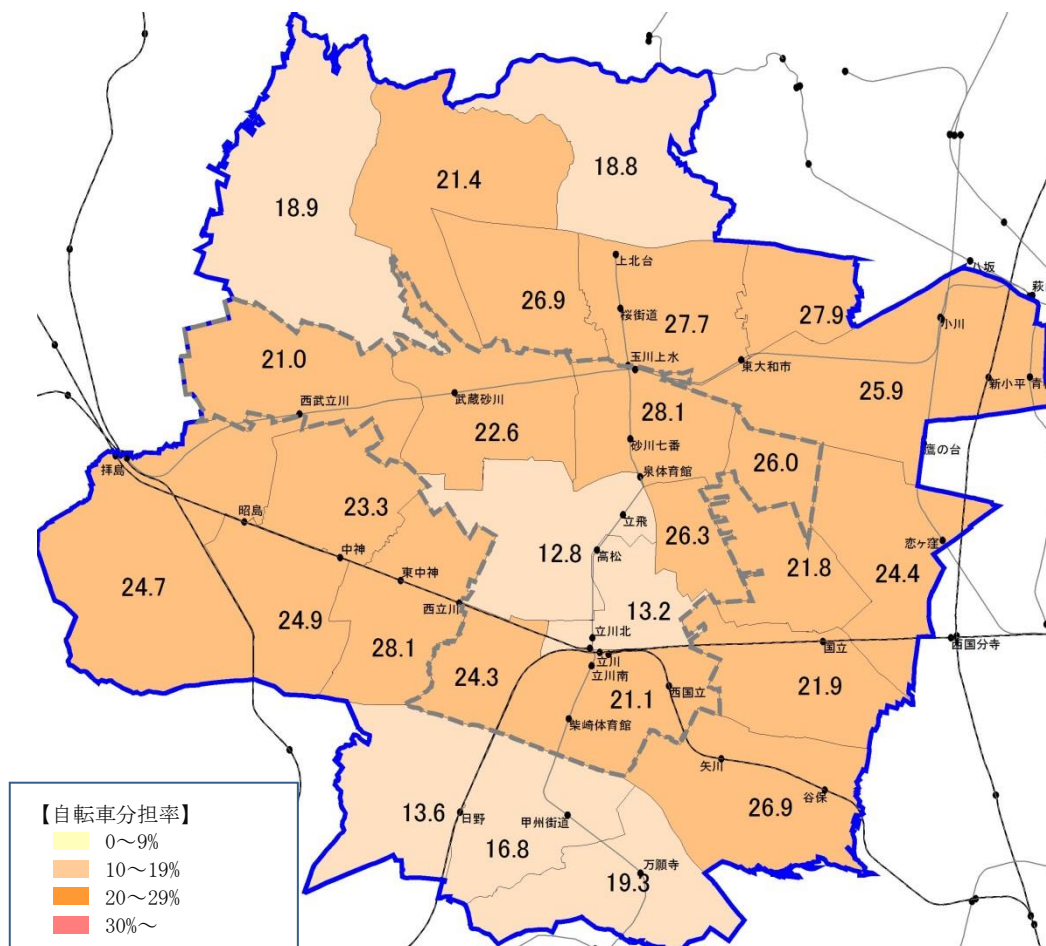 18.8
21.4
18.9
上北台
八坂
萩
26.9
桜街道
27.7
27.9
小川
21.0
玉川上水
東大和市
25.9
新小平
青
西武立川
武蔵砂川
28.1
22.6
砂川七番
鷹の台
26.0
拝島
泉体育館
23.3
昭島
立飛
26.3
12.8
高松
恋ヶ窪
中神
21.8
24.4
東中神
24.7
13.2
西立川
24.9
立川北
国立
西国分寺
28.1
立川
24.3
立川南
21.1
西国立
21.9
柴崎体育館
矢川
谷保
26.9
13.6
日野
甲州街道
16.8
万願寺
19.3
【自転車分担率】
0～9%
10～19%
20～29%
30%～